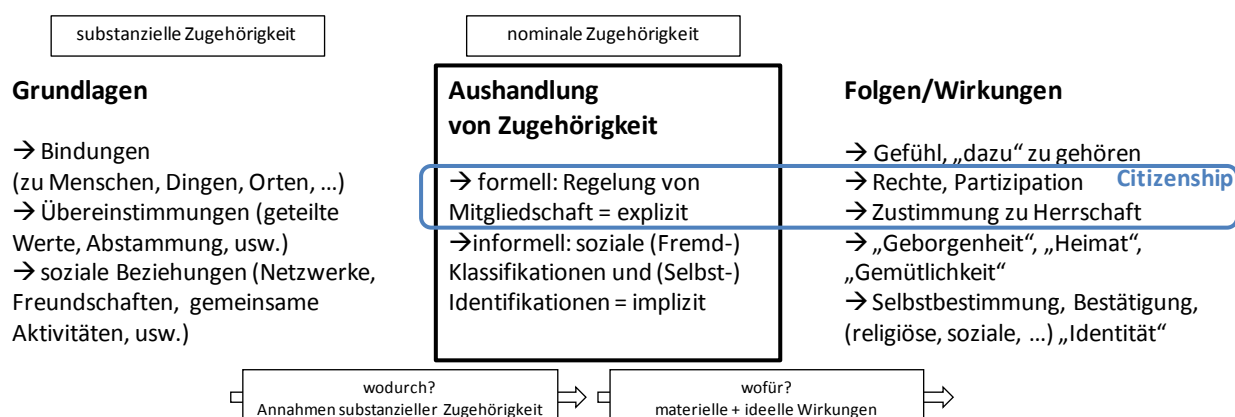 substanzielle Zugehörigkeit
nominale Zugehörigkeit
Grundlagen
→ Bindungen
(zu Menschen, Dingen, Orten, …)
→ Übereinstimmungen (geteilte
Werte, Abstammung, usw.)
→ soziale Beziehungen (Netzwerke,
Freundschaften, gemeinsame
Aktivitäten, usw.)
Aushandlung
von Zugehörigkeit
→ formell: Regelung von
Mitgliedschaft = explizit
→informell: soziale (Fremd-)
Klassifikationen und (Selbst-)
Identifikationen = implizit
Folgen/Wirkungen
→ Gefühl, „dazu“ zu gehören
→ Rechte, Partizipation
Citizenship
→ Zustimmung zu Herrschaft
→ „Geborgenheit“, „Heimat“,
„Gemütlichkeit“
→ Selbstbestimmung, Bestätigung,
(religiöse, soziale, …) „Identität“
wodurch?
Annahmen substanzieller Zugehörigkeit
wofür?
materielle + ideelle Wirkungen